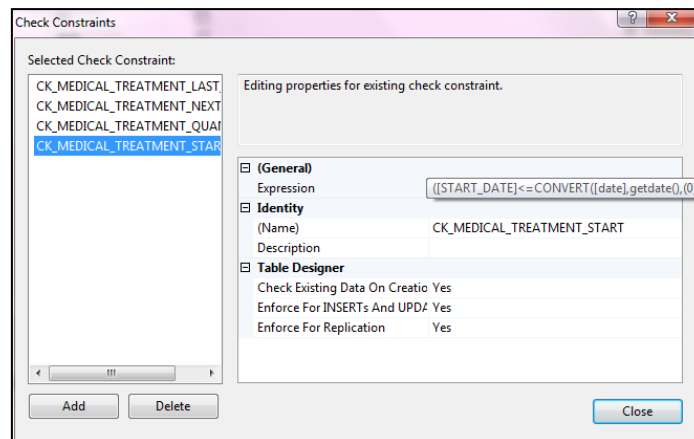 Check Constraints
Selected Check Constraint:
CK_MEDICAL_TREATMENT_LAST_
CK_MEDICAL_TREATMENT_NEXT
CK_MEDICAL_TREATMENT_QUAN
CK_MEDICAL_TREATMENT_STAR
Editing properties for existing check constraint.
(General)
Expression ([START_DATE]<=CONVERT([date],getdate(),(0)
Identity
(Name) CK_MEDICAL_TREATMENT_START
Description
Table Designer
Check Existing Data On Creatio Yes
Enforce For INSERTs And UPDA Yes
Enforce For Replication Yes
Add
Delete
Close